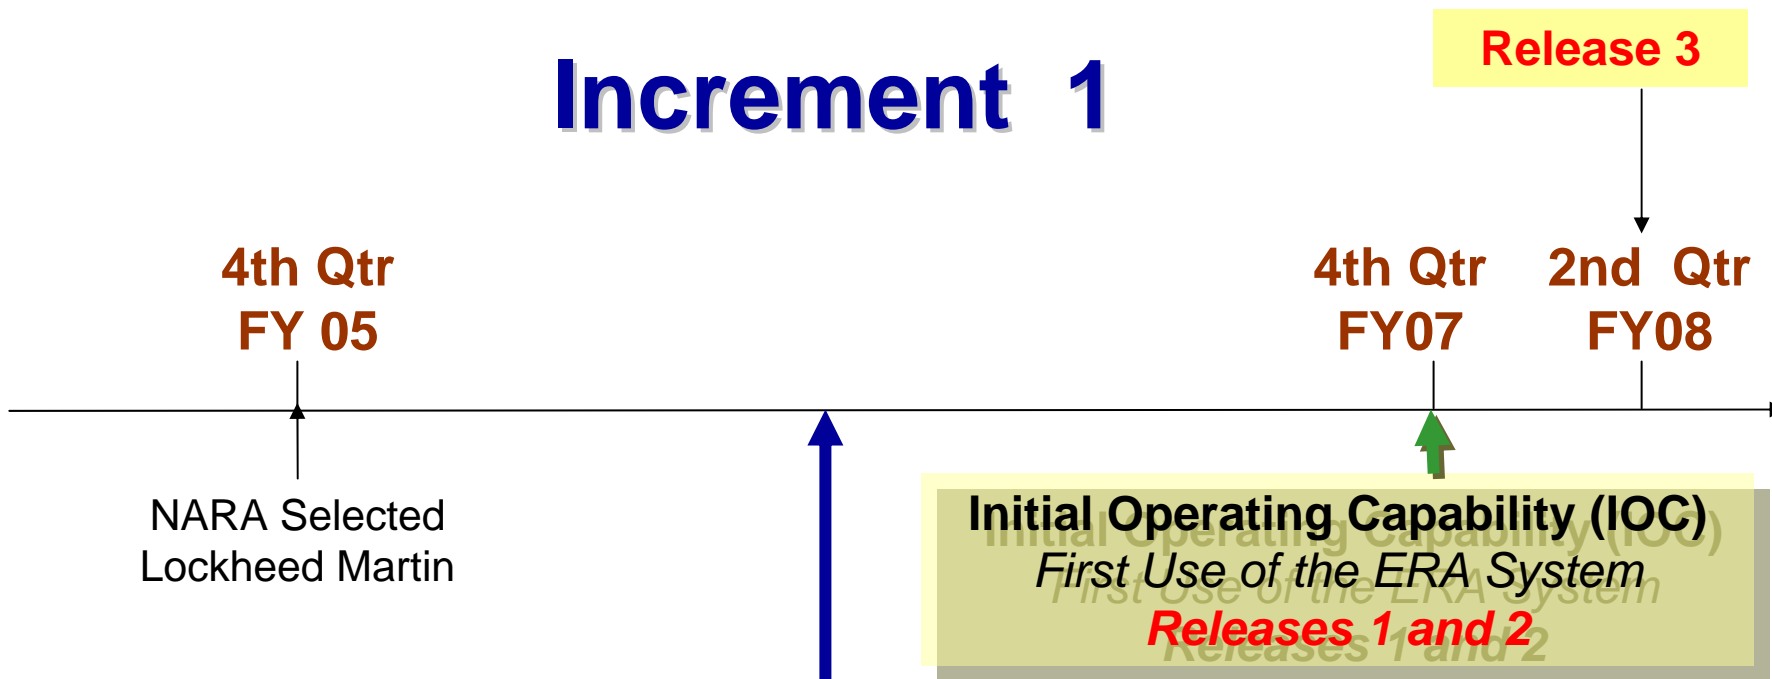 Release 3
Increment 1
4th Qtr
FY 05
4th Qtr
FY07
2nd Qtr
FY08
NARA Selected
Lockheed Martin
Initial Operating Capability (IOC)
First Use of the ERA System
Releases 1 and 2